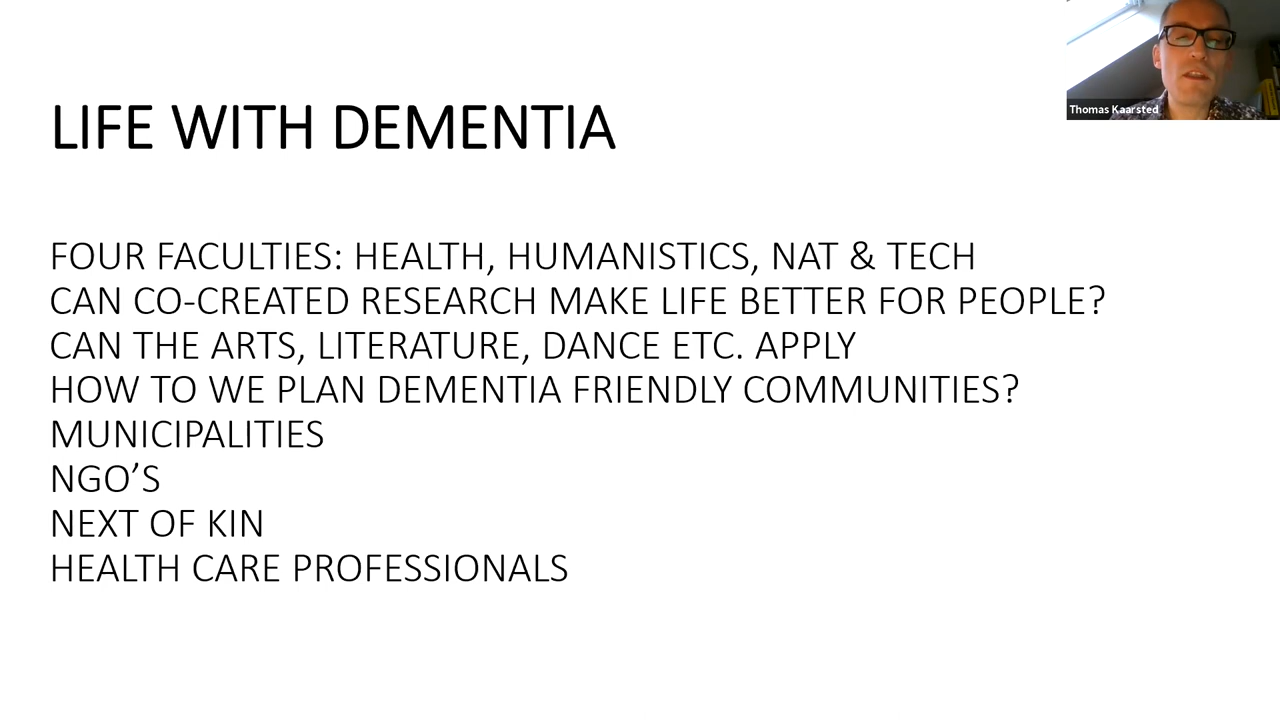 LIFE WITH DEMENTIA
FOUR FACULTIES: HEALTH, HUMANISTICS, NAT & TECH
CAN CO-CREATED RESEARCH MAKE LIFE BETTER FOR PEOPLE?
CAN THE ARTS, LITERATURE, DANCE ETC. APPLY
HOW TO WE PLAN DEMENTIA FRIENDLY COMMUNITIES?
MUNICIPALITIES
NGO’S
NEXT OF KIN
HEALTH CARE PROFESSIONALS
Thomas Kaarsted